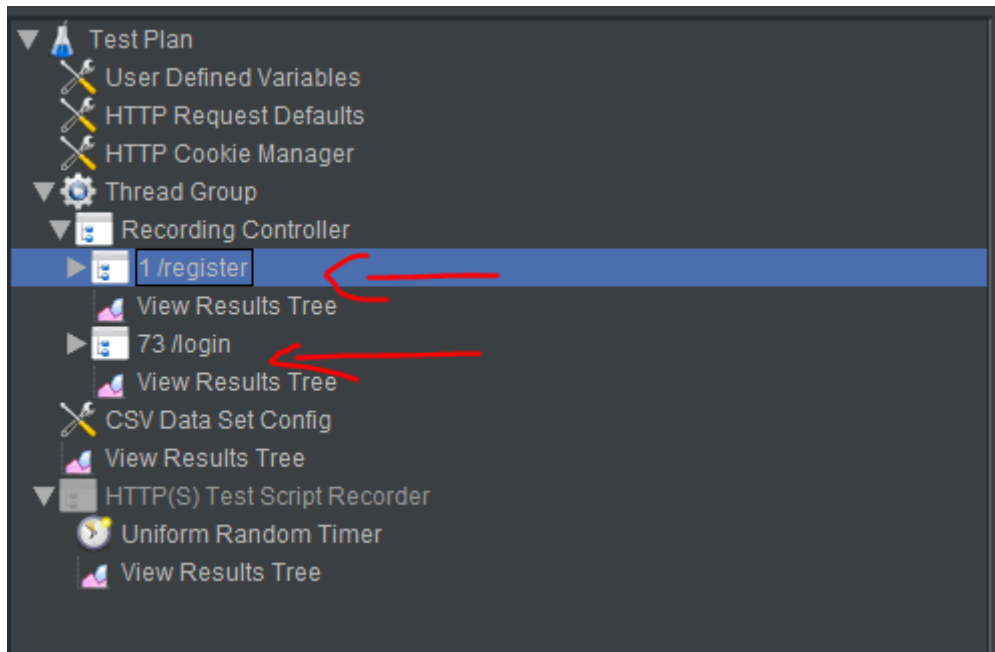 Test Plan
User Defined Variables
HTTP Request Defaults
HTTP Cookie Manager
Thread Group
Recording Controller
1 /register
View Results Tree
73 /login
View Results Tree
CSV Data Set Config
View Results Tree
HTTP(S) Test Script Recorder
Uniform Random Timer
View Results Tree